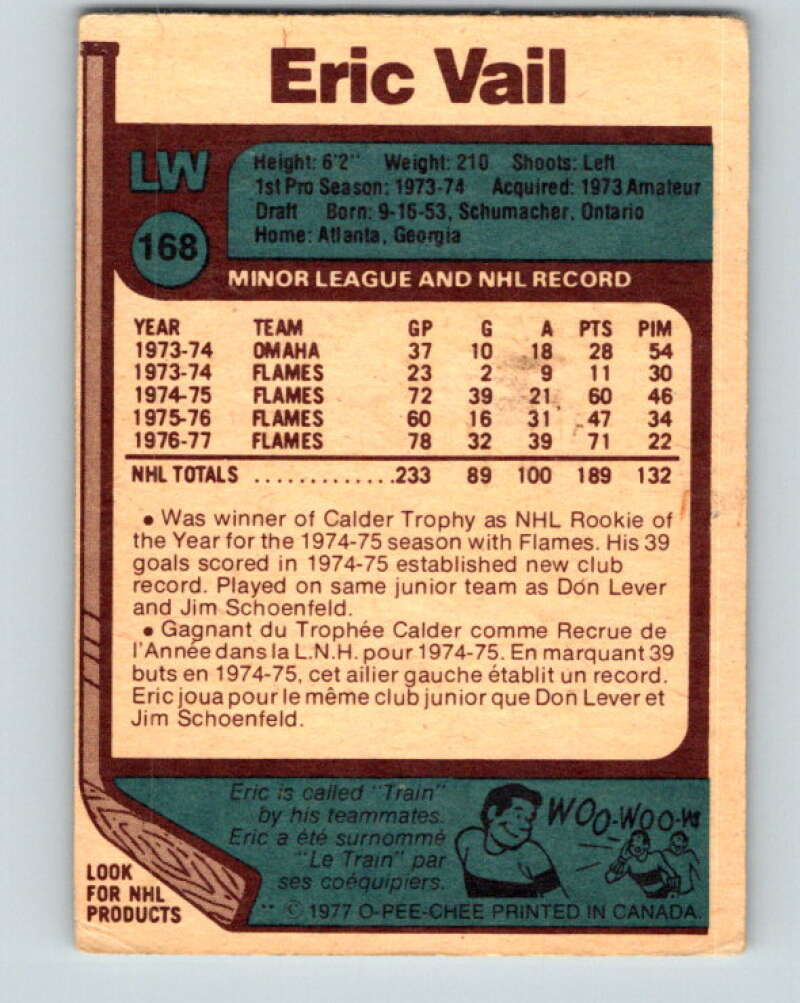 Eric Vail
LW
168
Height: 6'2" Weight: 210 Shoots: Left
1st Pro Season: 1973-74 Acquired: 1973 Amateur
Draft Born: 9-16-53, Schumacher, Ontario
Home: Atlanta, Georgia
MINOR LEAGUE AND NHL RECORD
YEAR TEAM GP G A PTS PIM
1973-74 OMAHA 37 10 18 28 54
1973-74 FLAMES 23 2 9 11 30
1974-75 FLAMES 72 39 21 60 46
1975-76 FLAMES 60 16 31 47 34
1976-77 FLAMES 78 32 39 71 22
NHL TOTALS .............233 89 100 189 132
• Was winner of Calder Trophy as NHL Rookie of
the Year for the 1974-75 season with Flames. His 39
goals scored in 1974-75 established new club
record. Played on same junior team as Don Lever
and Jim Schoenfeld.
• Gagnant du Trophée Calder comme Recrue de
l'Année dans la L.N.H. pour 1974-75. En marquant 39
buts en 1974-75, cet ailier gauche établit un record.
Eric joua pour le même club junior que Don Lever et
Jim Schoenfeld.
Eric is called "Train"
by his teammates.
Eric a été surnommé
"Le Train" par
ses coéquipiers.
WOO-WOO-W
LOOK
FOR NHL
PRODUCTS
** © 1977 O-PEE-CHEE PRINTED IN CANADA.